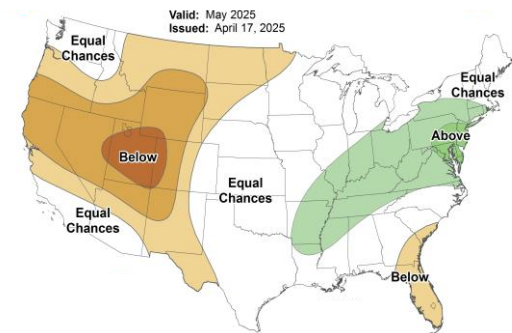 Valid: May 2025
Issued: April 17, 2025
Equal
Chances
Equal
Chances
Above
Below
Equal
Chances
Equal
Chances
Below